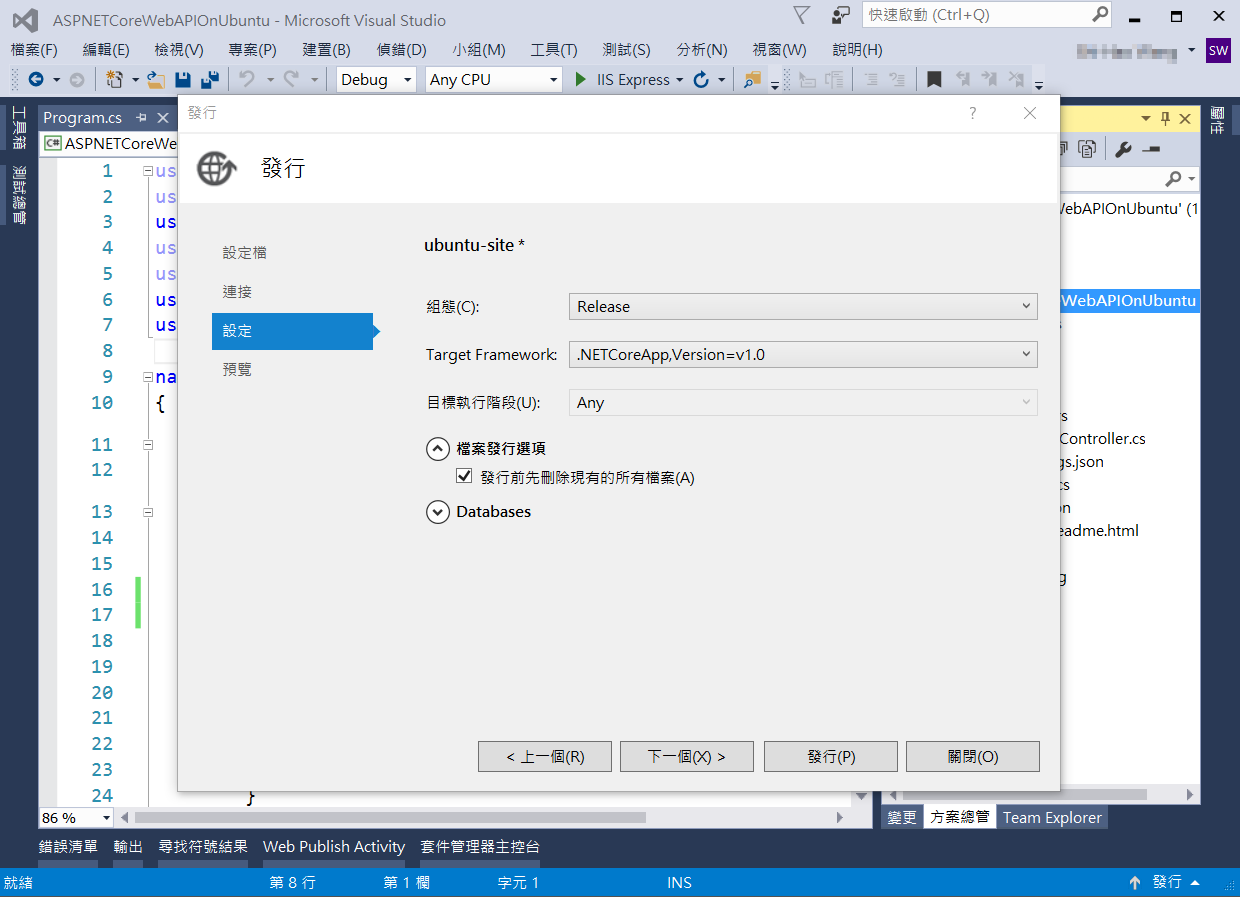 ASPNETCoreWebAPIOnUbuntu - Microsoft Visual Studio
快速啟動 (Ctrl+Q)
檔案(F) 編輯(E) 檢視(V) 專案(P) 建置(B) 偵錯(D) 小組(M) 工具(T) 測試(S) 分析(N) 視窗(W) 說明(H)
SW
Debug Any CPU IIS Express
工具箱
測試總管
屬性
Program.cs
C# ASPNETCoreWe
發行 ?
發行
設定檔
連接
設定
預覽
ubuntu-site *
組態(C): Release
Target Framework: .NETCoreApp,Version=v1.0
目標執行階段(U): Any
檔案發行選項
發行前先刪除現有的所有檔案(A)
Databases
< 上一個(R) 下一個(X) > 發行(P) 關閉(O)
1 us
2 us
3 us
4 us
5 us
6 us
7 us
8
9 na
10 {
11
12
13
14
15
16
17
18
19
20
21
22
23
24 }
WebAPIOnUbuntu' (1
WebAPIOnUbuntu
s
rs
Controller.cs
gs.json
cs
on
eadme.html
g
86 %
變更 方案總管 Team Explorer
錯誤清單 輸出 尋找符號結果 Web Publish Activity 套件管理器主控台
就緒 第 8 行 第 1 欄 字元 1 INS 發行